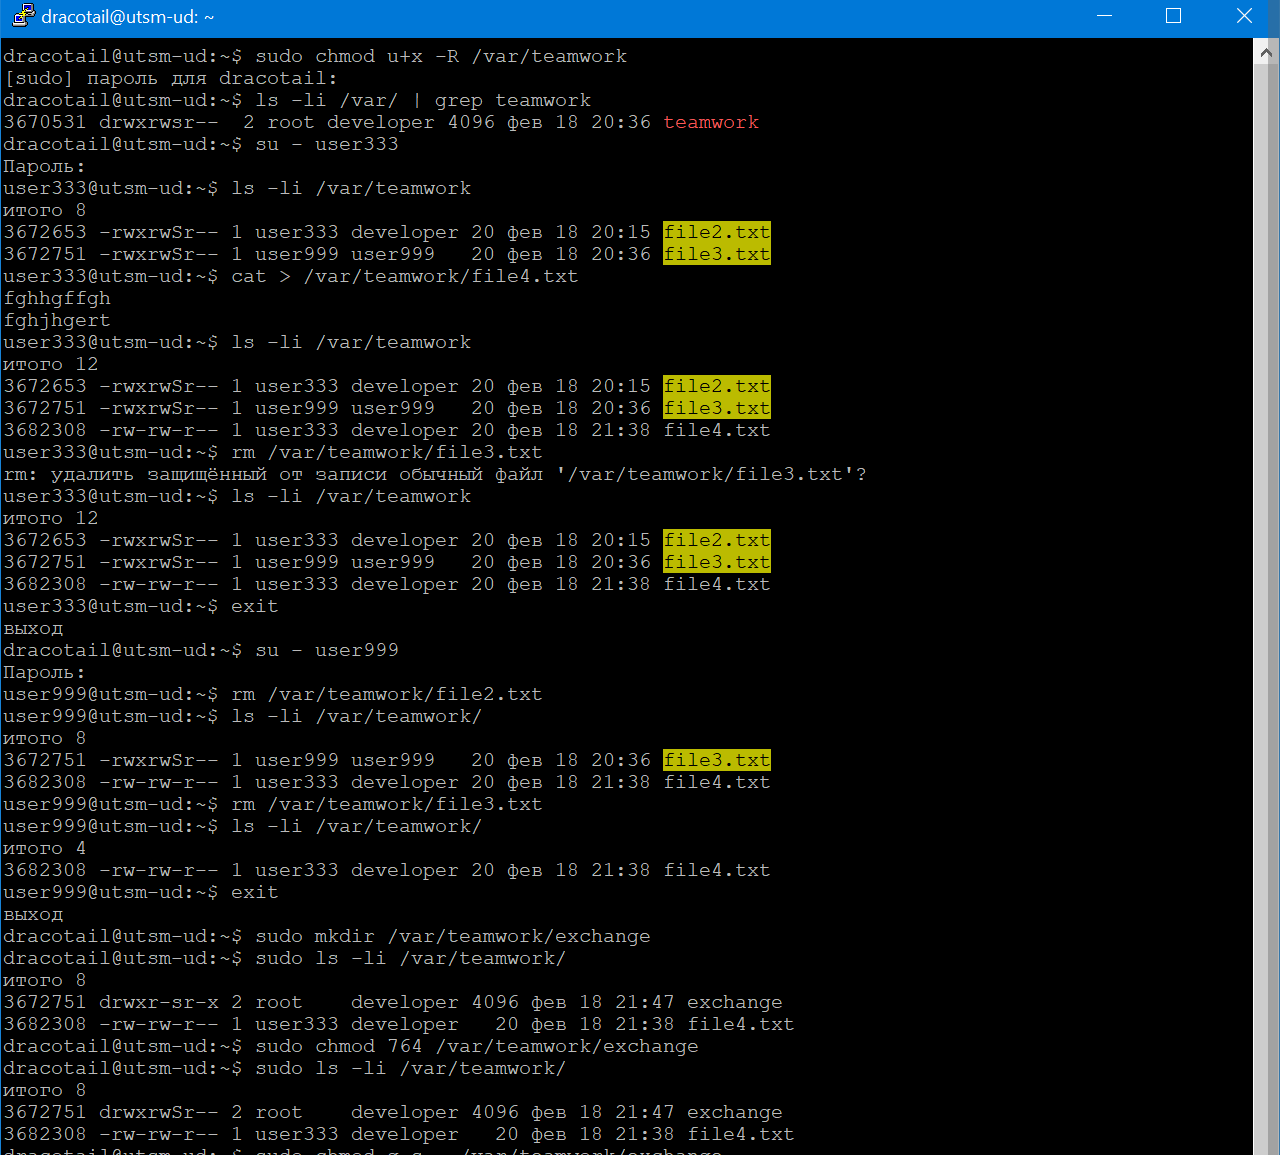 dracotail@utsm-ud: ~
dracotail@utsm-ud:~$ sudo chmod u+x -R /var/teamwork
[sudo] пароль для dracotail:
dracotail@utsm-ud:~$ ls -li /var/ | grep teamwork
3670531 drwxrwsr--  2 root developer 4096 фев 18 20:36 teamwork
dracotail@utsm-ud:~$ su - user333
Пароль:
user333@utsm-ud:~$ ls -li /var/teamwork
итого 8
3672653 -rwxrwSr-- 1 user333 developer 20 фев 18 20:15 file2.txt
3672751 -rwxrwSr-- 1 user999 user999   20 фев 18 20:36 file3.txt
user333@utsm-ud:~$ cat > /var/teamwork/file4.txt
fghhgffgh
fghjhgert
user333@utsm-ud:~$ ls -li /var/teamwork
итого 12
3672653 -rwxrwSr-- 1 user333 developer 20 фев 18 20:15 file2.txt
3672751 -rwxrwSr-- 1 user999 user999   20 фев 18 20:36 file3.txt
3682308 -rw-rw-r-- 1 user333 developer 20 фев 18 21:38 file4.txt
user333@utsm-ud:~$ rm /var/teamwork/file3.txt
rm: удалить защищённый от записи обычный файл '/var/teamwork/file3.txt'?
user333@utsm-ud:~$ ls -li /var/teamwork
итого 12
3672653 -rwxrwSr-- 1 user333 developer 20 фев 18 20:15 file2.txt
3672751 -rwxrwSr-- 1 user999 user999   20 фев 18 20:36 file3.txt
3682308 -rw-rw-r-- 1 user333 developer 20 фев 18 21:38 file4.txt
user333@utsm-ud:~$ exit
выход
dracotail@utsm-ud:~$ su - user999
Пароль:
user999@utsm-ud:~$ rm /var/teamwork/file2.txt
user999@utsm-ud:~$ ls -li /var/teamwork/
итого 8
3672751 -rwxrwSr-- 1 user999 user999   20 фев 18 20:36 file3.txt
3682308 -rw-rw-r-- 1 user333 developer 20 фев 18 21:38 file4.txt
user999@utsm-ud:~$ rm /var/teamwork/file3.txt
user999@utsm-ud:~$ ls -li /var/teamwork/
итого 4
3682308 -rw-rw-r-- 1 user333 developer 20 фев 18 21:38 file4.txt
user999@utsm-ud:~$ exit
выход
dracotail@utsm-ud:~$ sudo mkdir /var/teamwork/exchange
dracotail@utsm-ud:~$ sudo ls -li /var/teamwork/
итого 8
3672751 drwxr-sr-x 2 root    developer 4096 фев 18 21:47 exchange
3682308 -rw-rw-r-- 1 user333 developer   20 фев 18 21:38 file4.txt
dracotail@utsm-ud:~$ sudo chmod 764 /var/teamwork/exchange
dracotail@utsm-ud:~$ sudo ls -li /var/teamwork/
итого 8
3672751 drwxrwSr-- 2 root    developer 4096 фев 18 21:47 exchange
3682308 -rw-rw-r-- 1 user333 developer   20 фев 18 21:38 file4.txt
dracotail@utsm-ud:~$ sudo chmod /var/teamwork/exchange